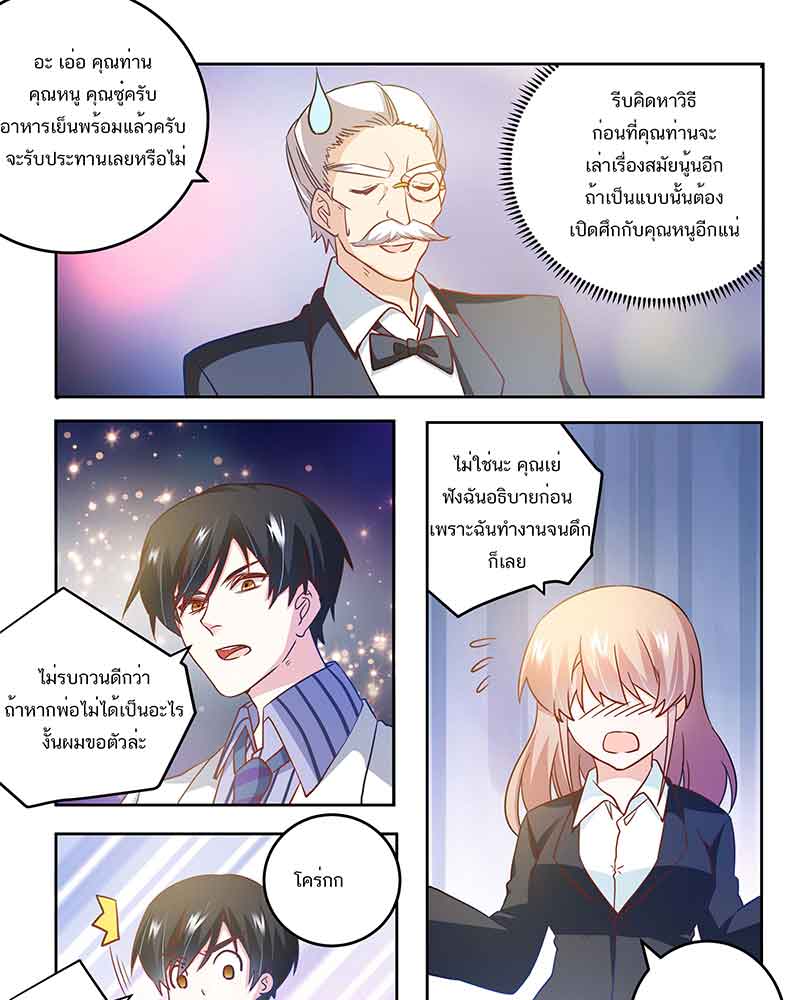 อะ เอ่อ คุณท่าน
คุณหนู คุณซู่ครับ
อาหารเย็นพร้อมแล้วครับ
จะรับประทานเลยหรือไม่
รีบคิดหาวิธี
ก่อนที่คุณท่านจะ
เล่าเรื่องสมัยนู้นอีก
ถ้าเป็นแบบนั้นต้อง
เปิดศึกกับคุณหนูอีกแน่
ไม่รบกวนดีกว่า
ถ้าหากพ่อไม่ได้เป็นอะไร
งั้นผมขอตัวล่ะ
ไม่ใช่นะ คุณเย่
ฟังฉันอธิบายก่อน
เพราะฉันทำงานจนดึก
ก็เลย
โคร่กก